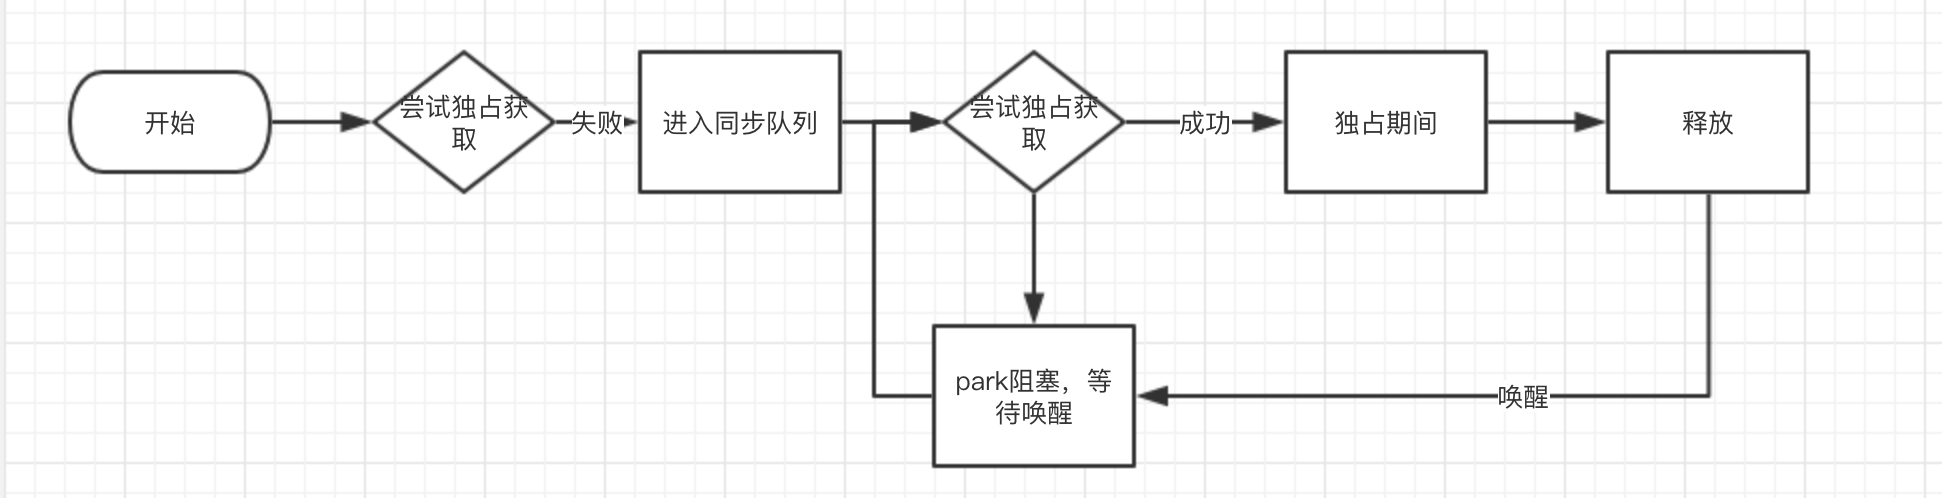 开始
尝试独占获
取
失败
进入同步队列
尝试独占获
取
成功
独占期间
释放
park阻塞，等
待唤醒
唤醒